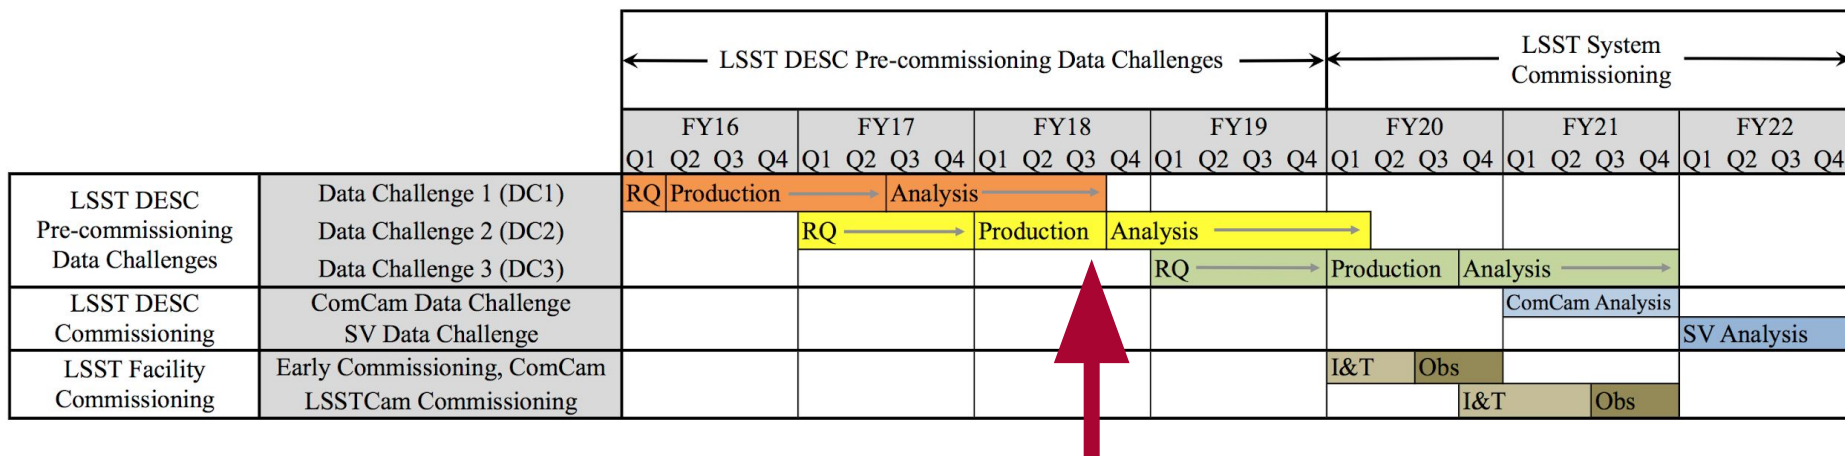 LSST DESC Pre-commissioning Data Challenges
LSST System
Commissioning
FY16 FY17 FY18 FY19 FY20 FY21 FY22
Q1 Q2 Q3 Q4 Q1 Q2 Q3 Q4 Q1 Q2 Q3 Q4 Q1 Q2 Q3 Q4 Q1 Q2 Q3 Q4 Q1 Q2 Q3 Q4 Q1 Q2 Q3 Q4
LSST DESC
Pre-commissioning
Data Challenges
Data Challenge 1 (DC1) RQ Production Analysis
Data Challenge 2 (DC2) RQ Production Analysis
Data Challenge 3 (DC3) RQ Production Analysis
LSST DESC
Commissioning
ComCam Data Challenge ComCam Analysis
SV Data Challenge SV Analysis
LSST Facility
Commissioning
Early Commissioning, ComCam I&T Obs
LSSTCam Commissioning I&T Obs